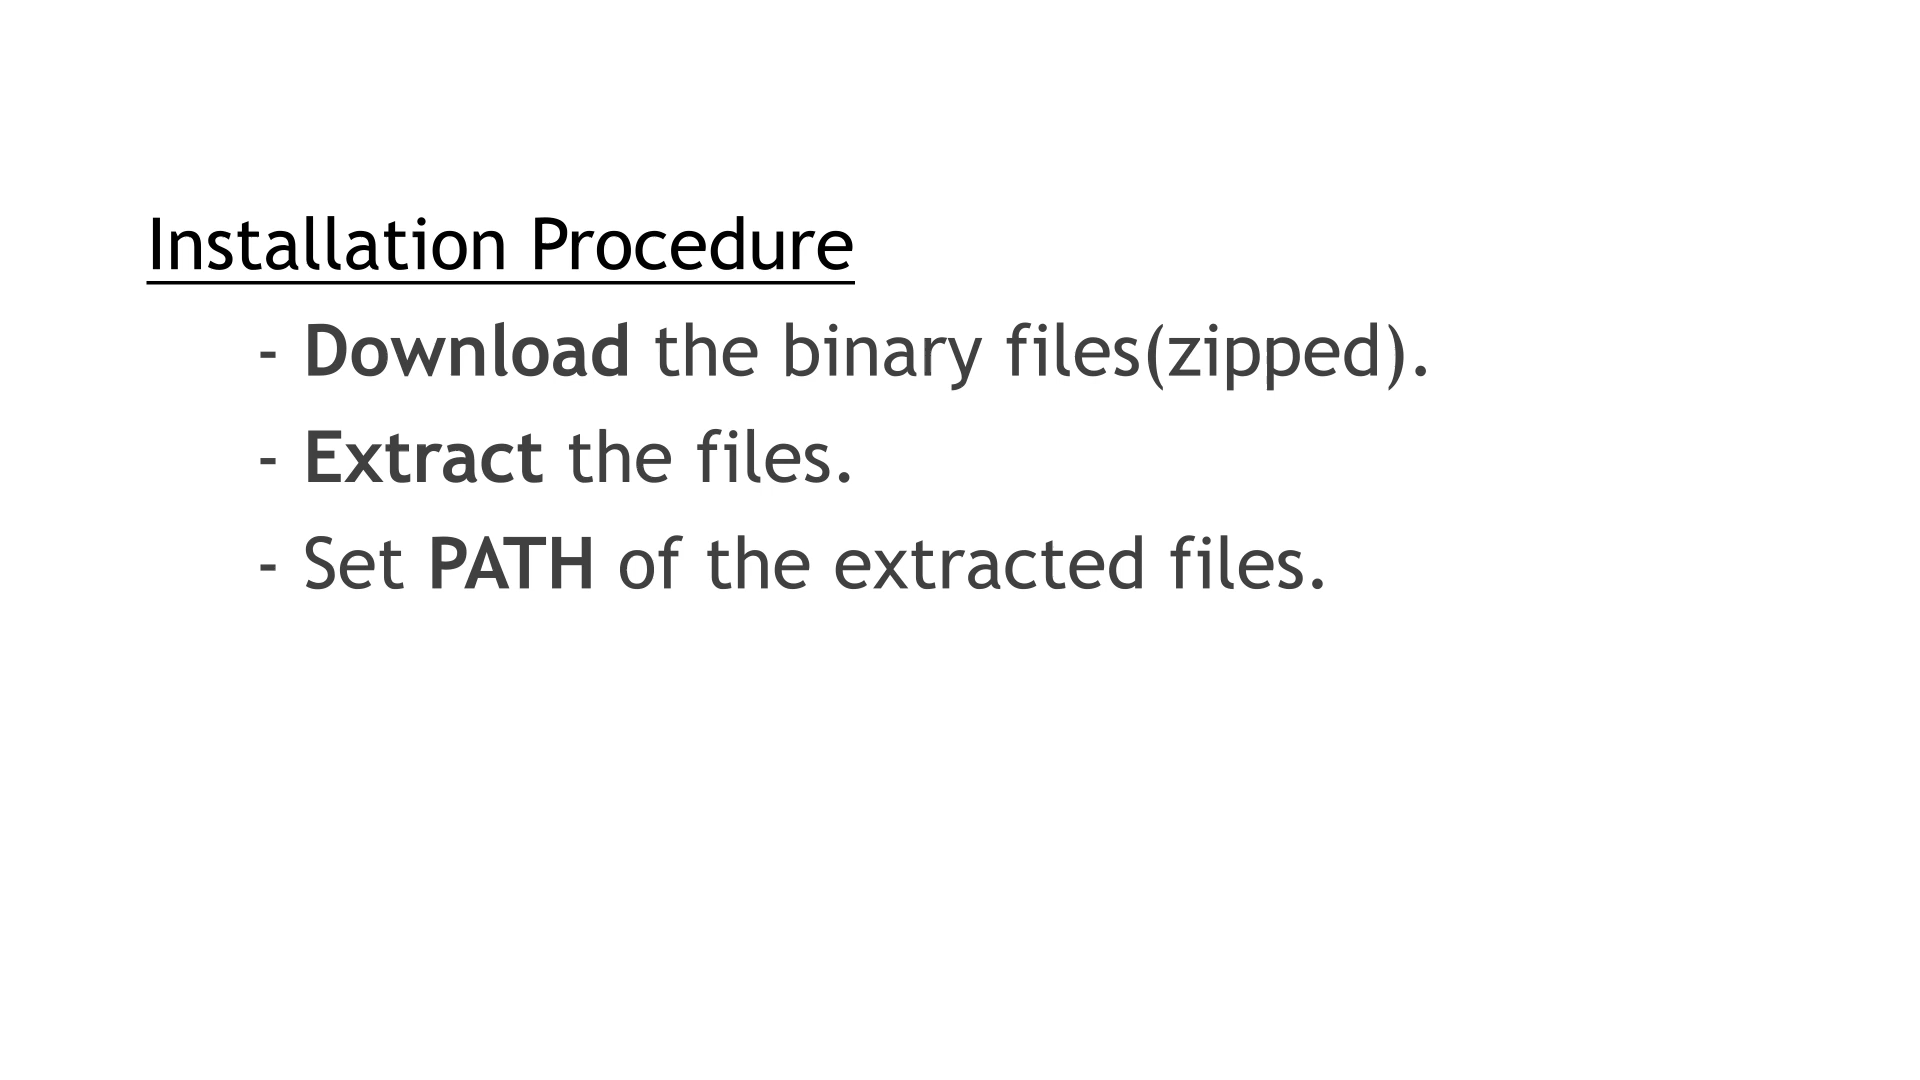 Installation Procedure
- Download the binary files(zipped).
- Extract the files.
- Set PATH of the extracted files.